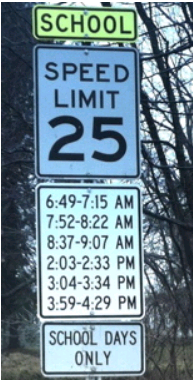 SCHOOL
SPEED
LIMIT
25
6:49-7:15 AM
7:52-8:22 AM
8:37-9:07 AM
2:03-2:33 PM
3:04-3:34 PM
3:59-4:29 PM
SCHOOL DAYS
ONLY